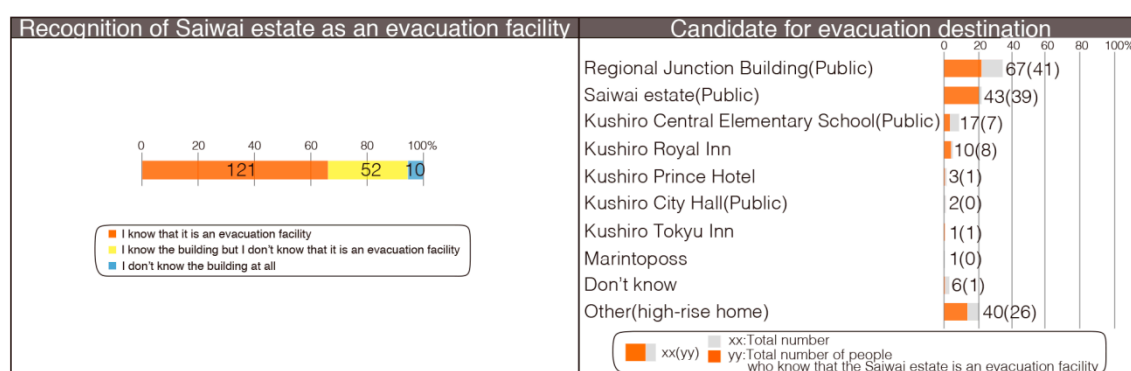 Recognition of Saiwai estate as an evacuation facility
0 20 40 60 80 100%
121 52 10
I know that it is an evacuation facility
I know the building but I don't know that it is an evacuation facility
I don't know the building at all
Candidate for evacuation destination
0 20 40 60 80 100%
Regional Junction Building(Public) 67(41)
Saiwai estate(Public) 43(39)
Kushiro Central Elementary School(Public) 17(7)
Kushiro Royal Inn 10(8)
Kushiro Prince Hotel 3(1)
Kushiro City Hall(Public) 2(0)
Kushiro Tokyu Inn 1(1)
Marintoposs 1(0)
Don't know 6(1)
Other(high-rise home) 40(26)
xx(yy)
xx:Total number
yy:Total number of people
who know that the Saiwai estate is an evacuation facility